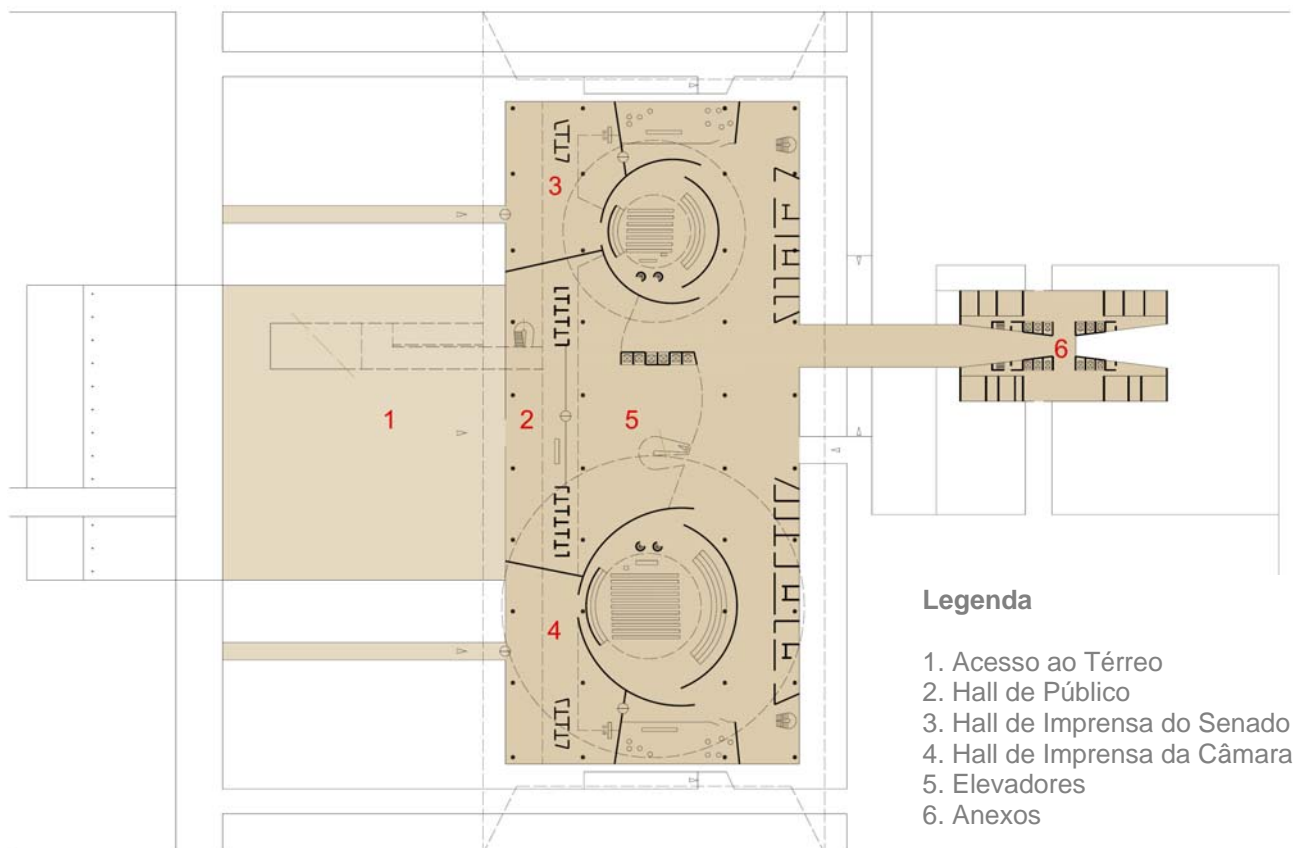 3
1
2
5
6
4
Legenda
1. Acesso ao Térreo
2. Hall de Público
3. Hall de Imprensa do Senado
4. Hall de Imprensa da Câmara
5. Elevadores
6. Anexos